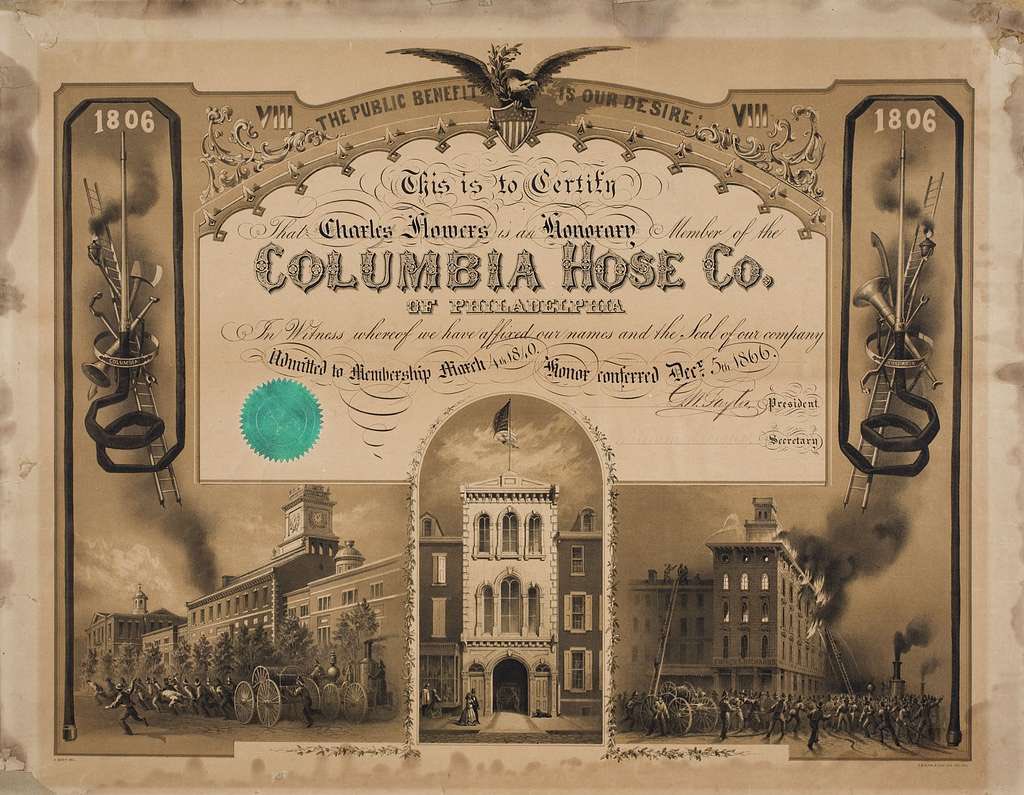 1806
VIII THE PUBLIC BENEFIT IS OUR DESIRE. VIII
1806
This is to Certify
That Charles Flowers is an Honorary Member of the
COLUMBIA HOSE CO.
OF PHILADELPHIA
In Witness whereof we have affixed our names and the Seal of our company
Admitted to Membership March 4th 1840. Honor conferred Decr. 5th 1866.
President
Secretary
COLUMBIA